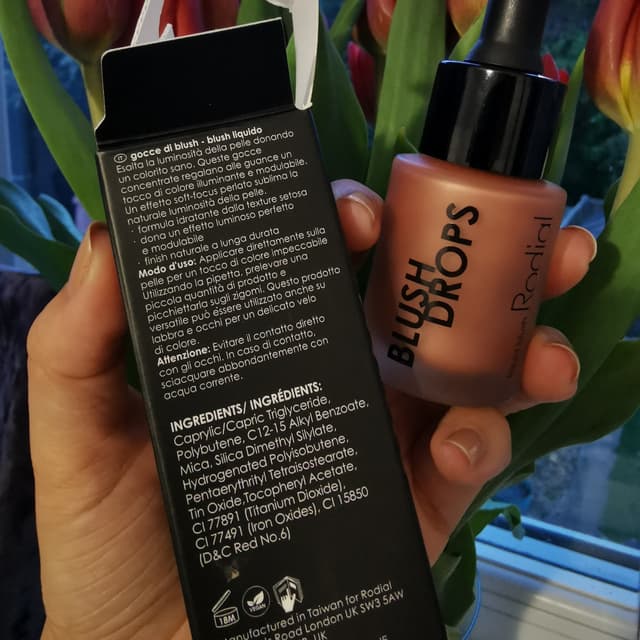 IT gocce di blush - blush liquido
Esalta la luminosità della pelle donando
un colorito sano. Queste gocce
concentrate regalano alle guance un
tocco di colore illuminante e modulabile.
Un effetto soft-focus perlato sublima la
naturale luminosità della pelle.
· formula idratante dalla texture setosa
· dona un effetto luminoso perfetto
e modulabile
· finish naturale a lunga durata
Modo d'uso: Applicare direttamente sulla
pelle per un tocco di colore impeccabile
Utilizzando la pipetta, prelevare una
piccola quantità di prodotto e
picchiettarla sugli zigomi. Questo prodotto
versatile può éssere utilizzato anche su
labbra e occhi per un delicato velo
di colore.
Attenzione: Evitare il contatto diretto
con gli occhi. In caso di contatto,
sciacquare abbondantemente con
acqua corrente.
INGREDIENTS/ INGRÉDIENTS:
Caprylic/Capric Triglyceride,
Polybutene, C12-15 Alkyl Benzoate,
Mica, Silica Dimethyl Silylate,
Hydrogenated Polyisobutene,
Pentaerythrityl Tetraisostearate,
Tin Oxide,Tocopheryl Acetate,
CI 77891 (Titanium Dioxide),
CI 77491 (Iron Oxides), CI 15850
(D&C Red No.6)
18M
VEGAN
Manufactured in Taiwan for Rodial
Road London UK SW3 5AW
BLUSH
DROPS
Rodial